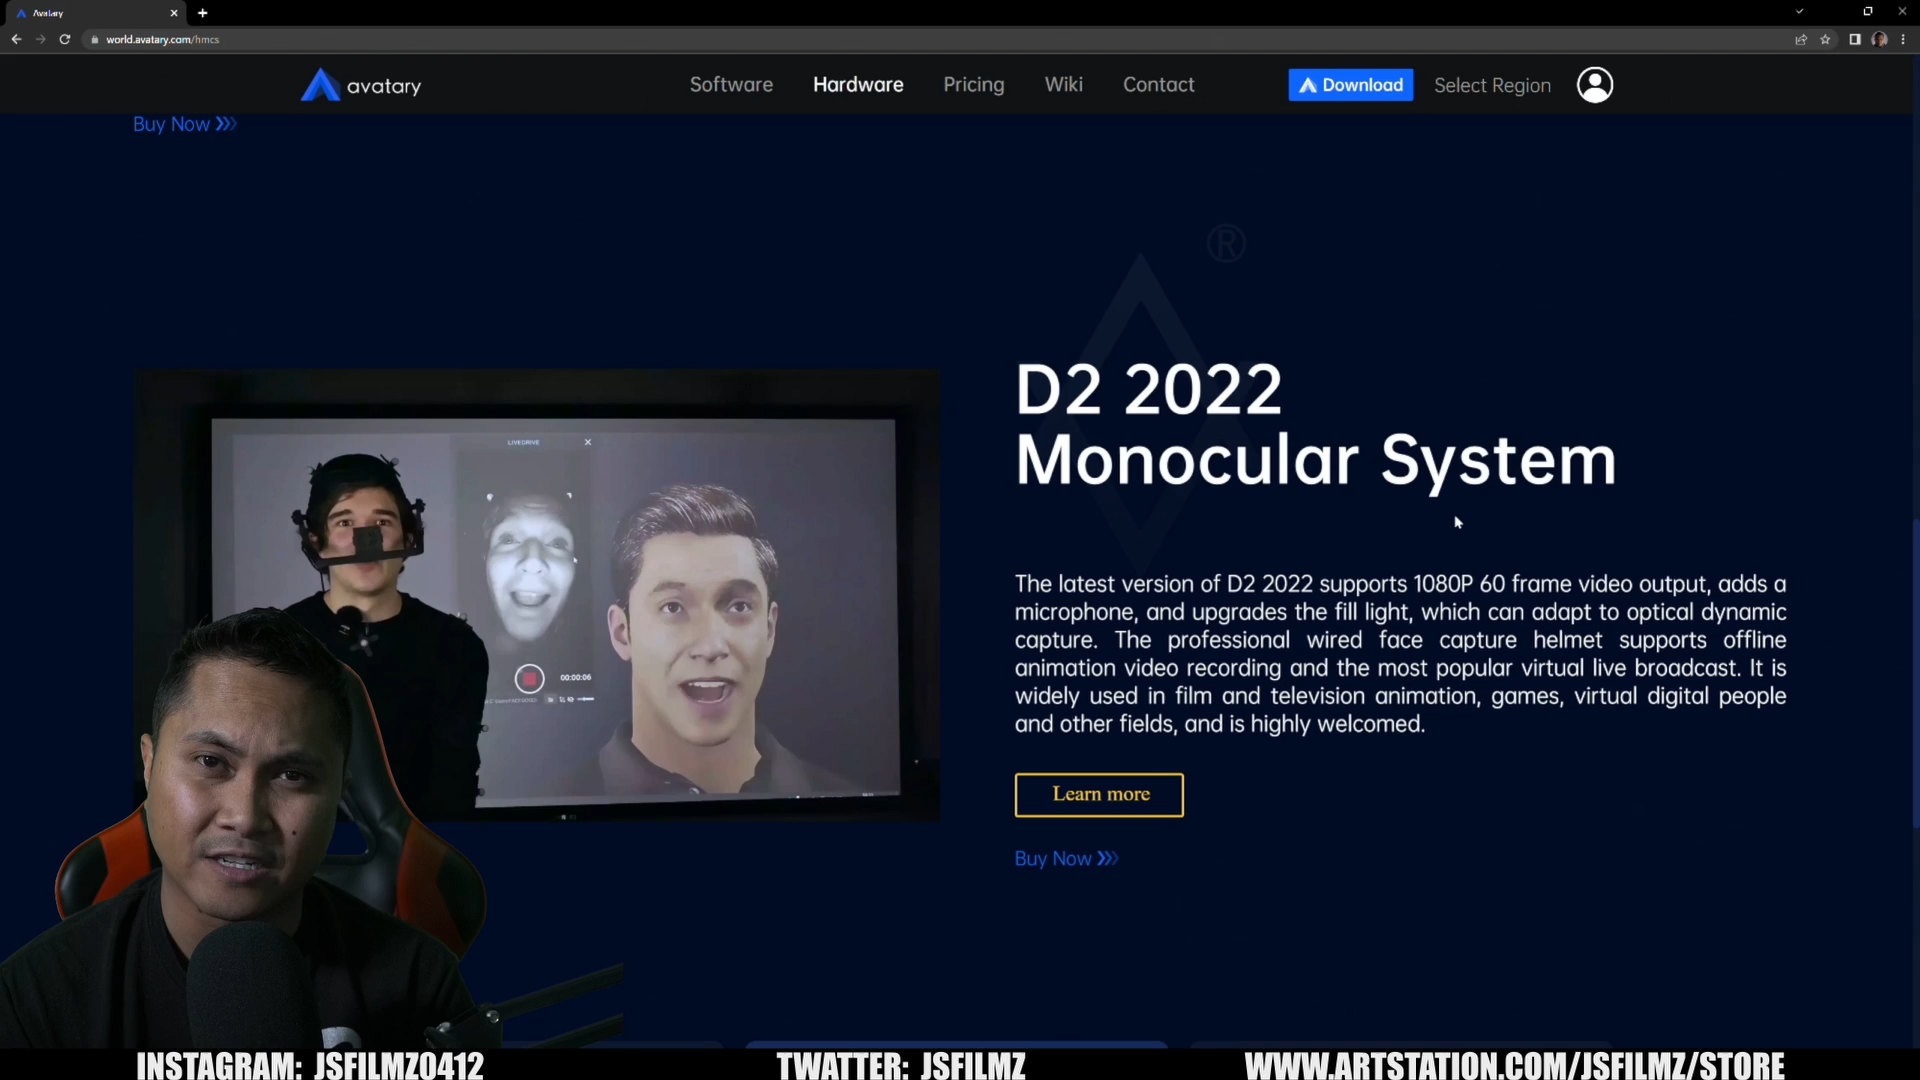 Avatary
world.avatary.com/hmcs
avatary
Software
Hardware
Pricing
Wiki
Contact
Download
Select Region
Buy Now
®
D2 2022
Monocular System
LIVEDRIVE
00:00:06
The latest version of D2 2022 supports 1080P 60 frame video output, adds a
microphone, and upgrades the fill light, which can adapt to optical dynamic
capture. The professional wired face capture helmet supports offline
animation video recording and the most popular virtual live broadcast. It is
widely used in film and television animation, games, virtual digital people
and other fields, and is highly welcomed.
Learn more
Buy Now
INSTAGRAM: JSFILMZ0412
TWATTER: JSFILMZ
WWW.ARTSTATION.COM/JSFILMZ/STORE